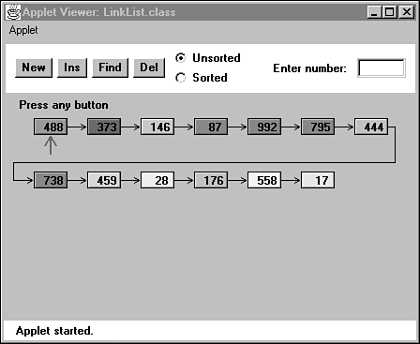 Applet Viewer: LinkList.class
Applet
New Ins Find Del Unsorted Enter number:
Sorted
Press any button
488 373 146 87 992 795 444
738 459 28 176 558 17
Applet started.